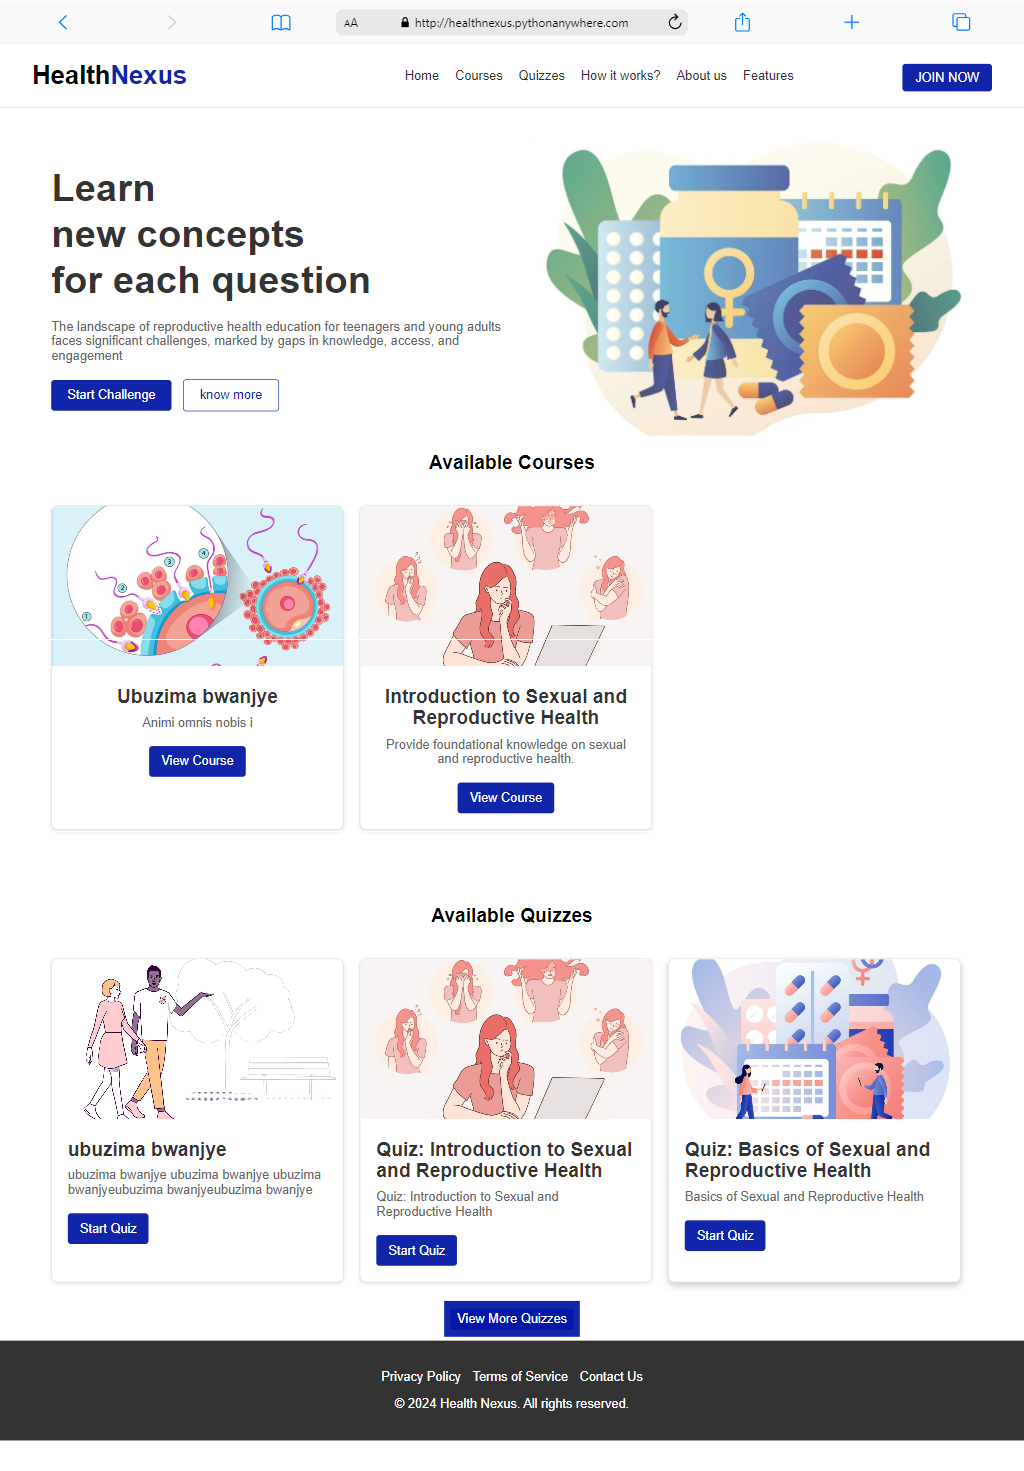 AA http://healthnexus.pythonanywhere.com
HealthNexus
Home Courses Quizzes How it works? About us Features
JOIN NOW
Learn
new concepts
for each question
The landscape of reproductive health education for teenagers and young adults
faces significant challenges, marked by gaps in knowledge, access, and
engagement
Start Challenge know more
Available Courses
1
2
3
4
Ubuzima bwanjye
Animi omnis nobis i
View Course
Introduction to Sexual and
Reproductive Health
Provide foundational knowledge on sexual
and reproductive health.
View Course
Available Quizzes
ubuzima bwanjye
ubuzima bwanjye ubuzima bwanjye ubuzima
bwanjyeubuzima bwanjyeubuzima bwanjye
Start Quiz
Quiz: Introduction to Sexual
and Reproductive Health
Quiz: Introduction to Sexual and
Reproductive Health
Start Quiz
Quiz: Basics of Sexual and
Reproductive Health
Basics of Sexual and Reproductive Health
Start Quiz
View More Quizzes
Privacy Policy Terms of Service Contact Us
© 2024 Health Nexus. All rights reserved.